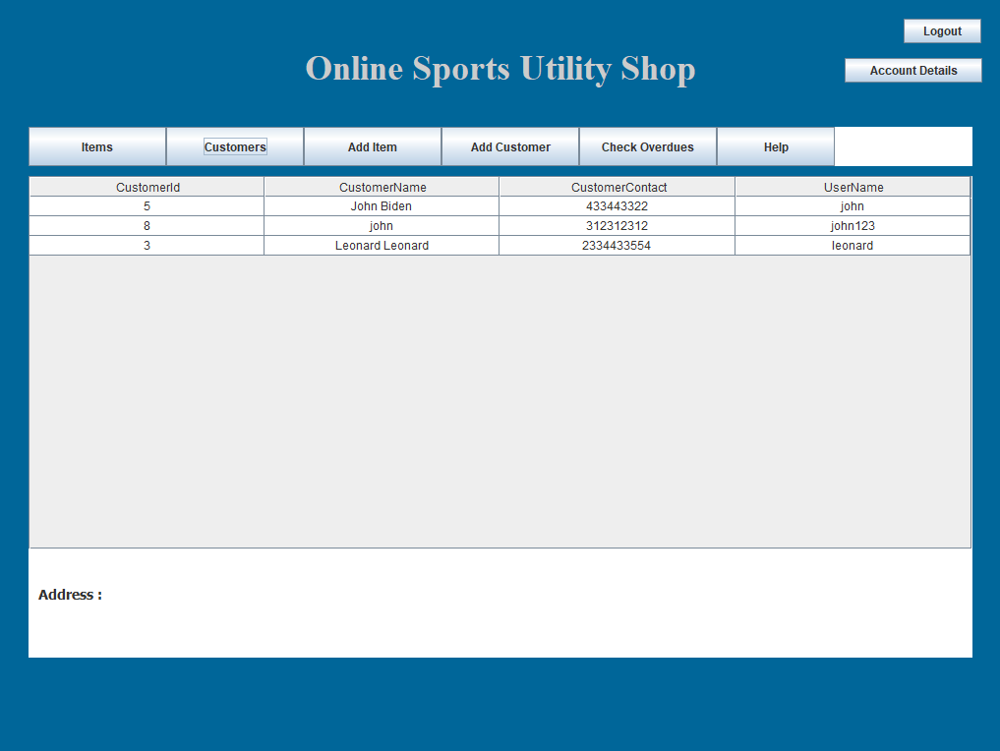 Logout
Online Sports Utility Shop
Account Details
Items Customers Add Item Add Customer Check Overdues Help
CustomerId CustomerName CustomerContact UserName
5 John Biden 433443322 john
8 john 312312312 john123
3 Leonard Leonard 2334433554 leonard
Address :